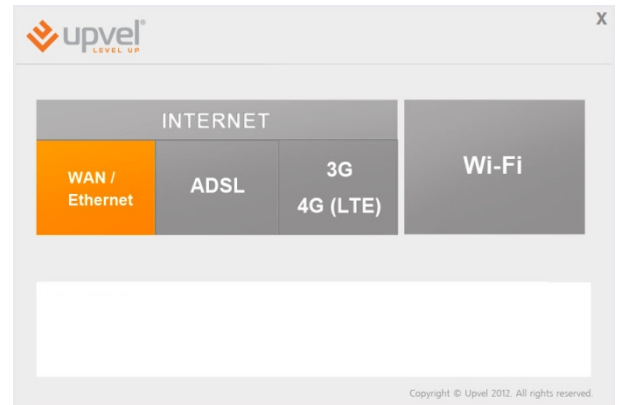 X
upvel®
LEVEL UP
INTERNET
WAN /
Ethernet
ADSL
3G
4G (LTE)
Wi-Fi
Copyright © Upvel 2012. All rights reserved.